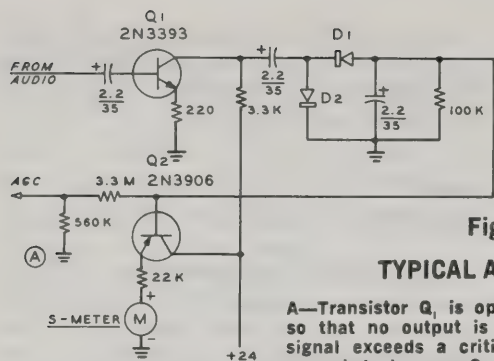 Q1
2N3393
FROM
AUDIO
+
2.2
35
220
3.3K
+
2.2
35
D1
D2
2.2
35
+
100K
Q2
2N3906
AGC
3.3M
560K
A
22K
+
S-METER
M
-
+24
Fig
TYPICAL A
A—Transistor Q1 is op
so that no output is
signal exceeds a criti